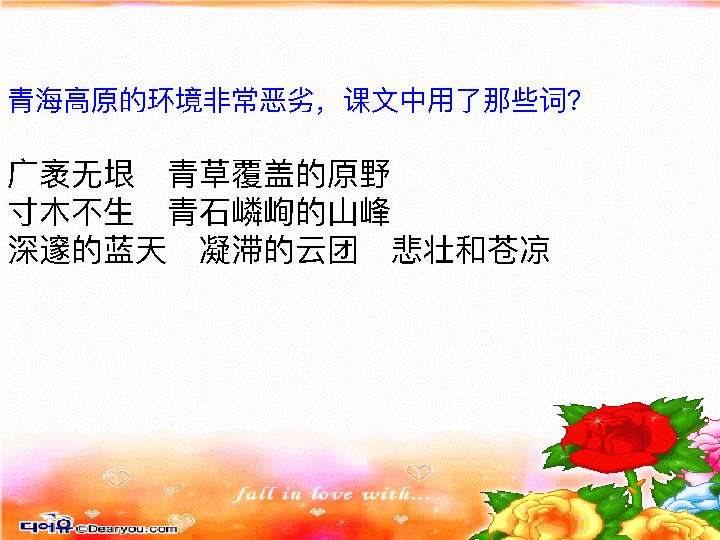 青海高原的环境非常恶劣，课文中用了那些词？
广袤无垠　青草覆盖的原野
寸木不生　青石嶙峋的山峰
深邃的蓝天　凝滞的云团　悲壮和苍凉
fall in love with...
디어유 ©Dearyou.com